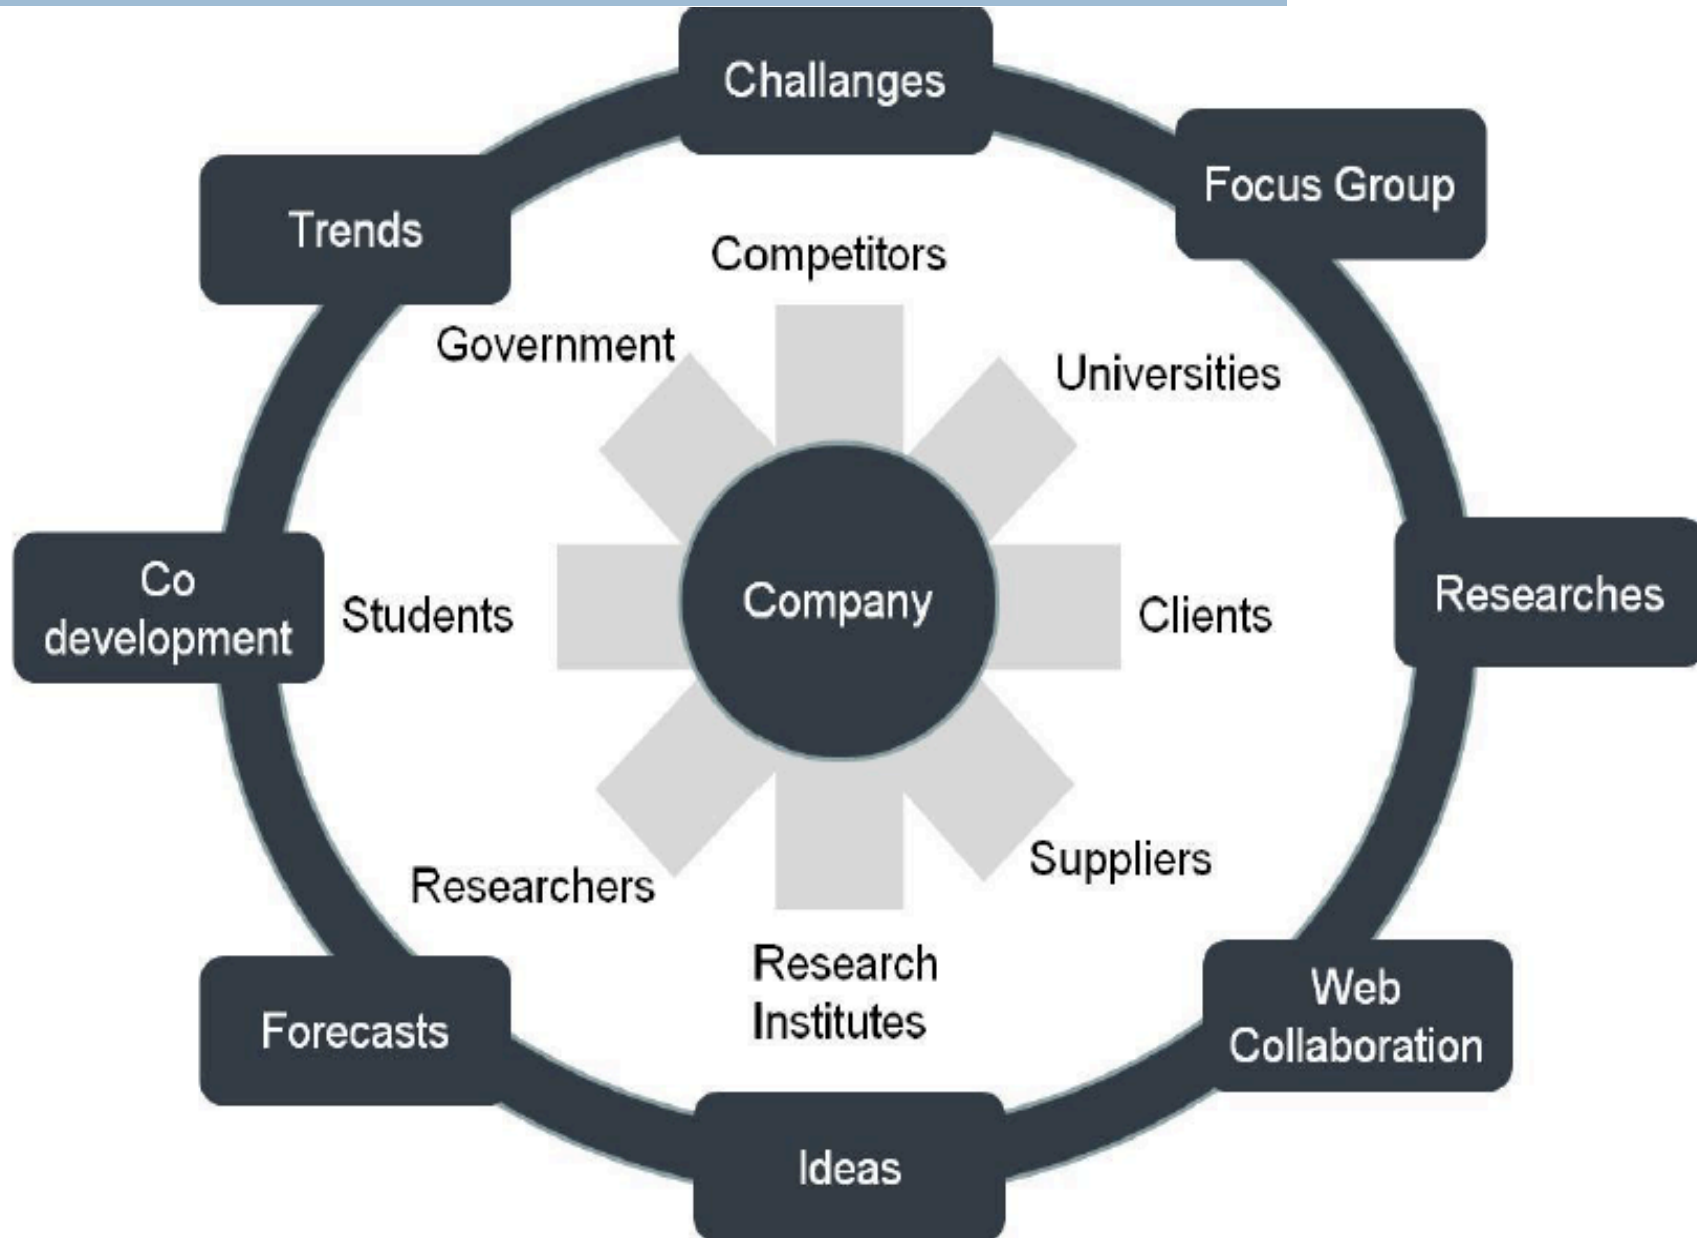 Challanges
Focus Group
Trends
Competitors
Government
Universities
Co
development
Students
Company
Clients
Researches
Researchers
Suppliers
Research
Institutes
Forecasts
Web
Collaboration
Ideas